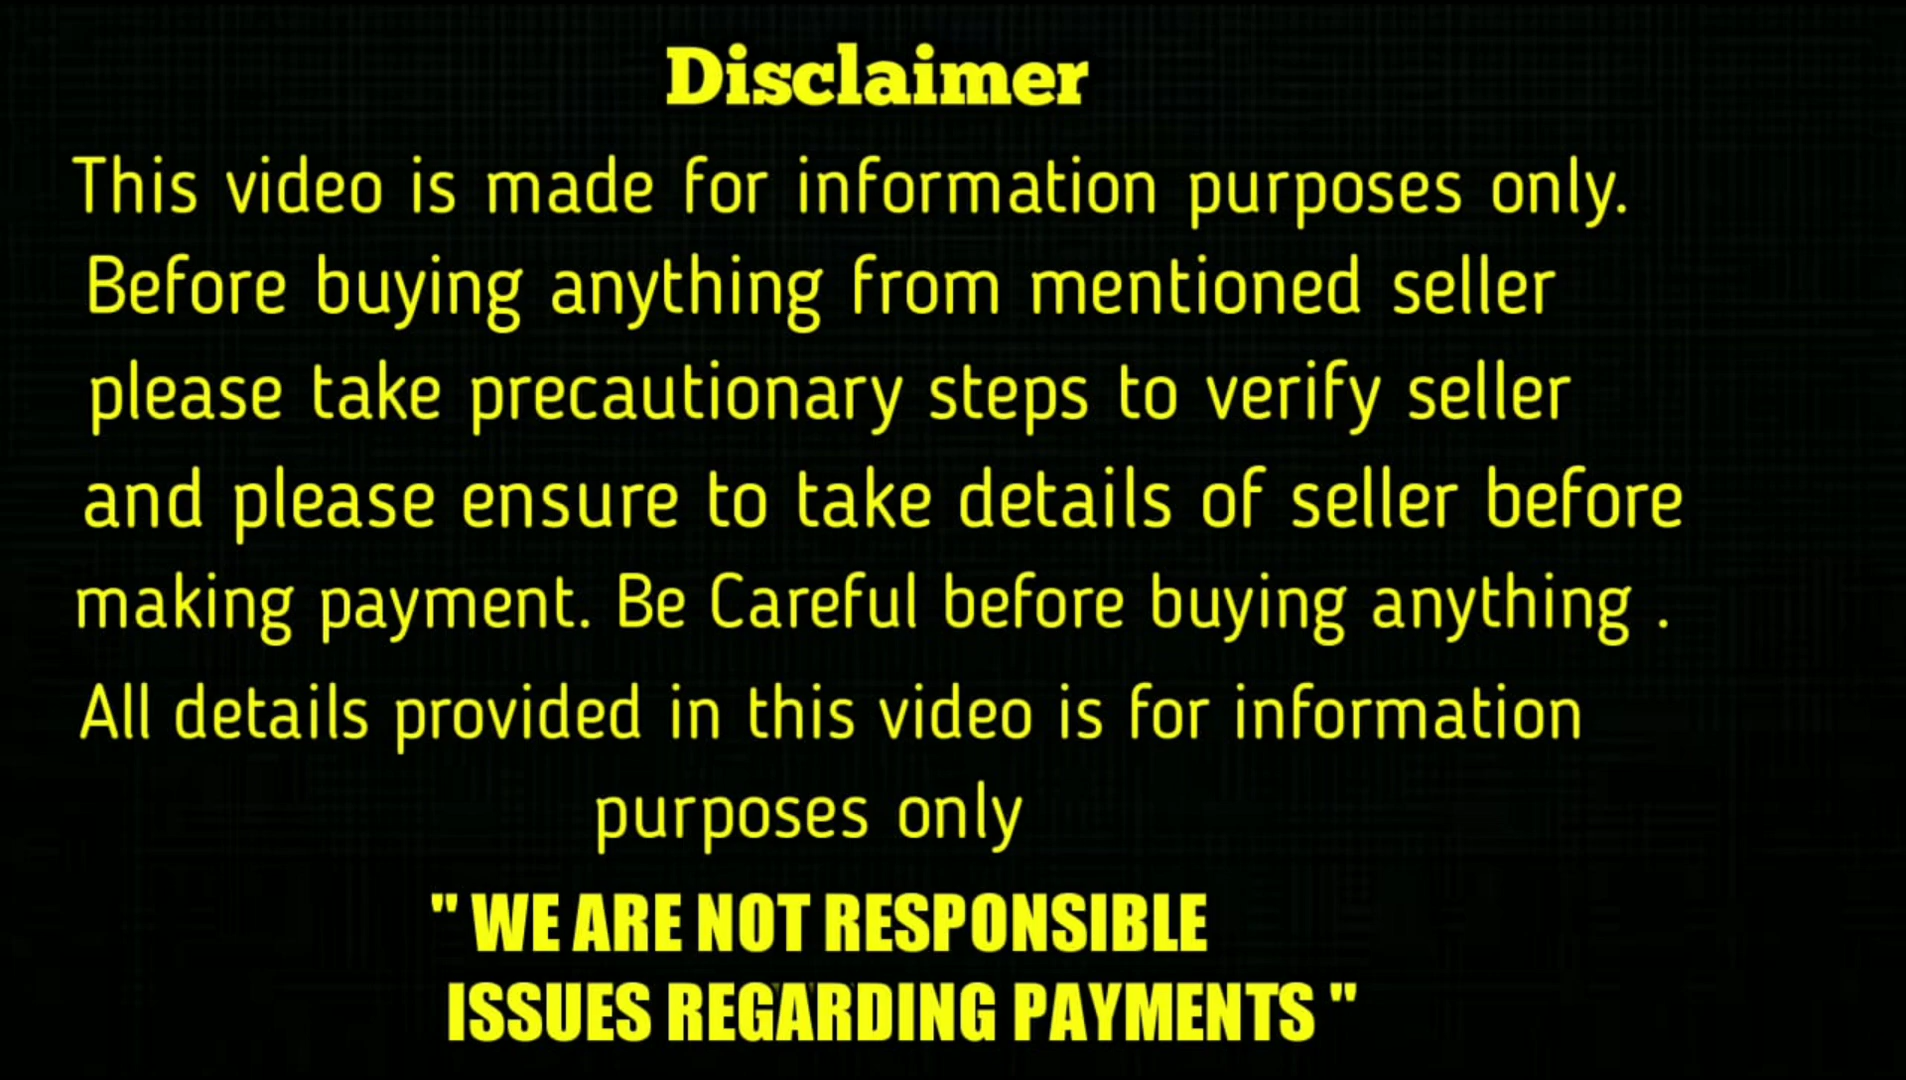 Disclaimer
This video is made for information purposes only.
Before buying anything from mentioned seller
please take precautionary steps to verify seller
and please ensure to take details of seller before
making payment. Be Careful before buying anything .
All details provided in this video is for information
purposes only
" WE ARE NOT RESPONSIBLE
ISSUES REGARDING PAYMENTS "